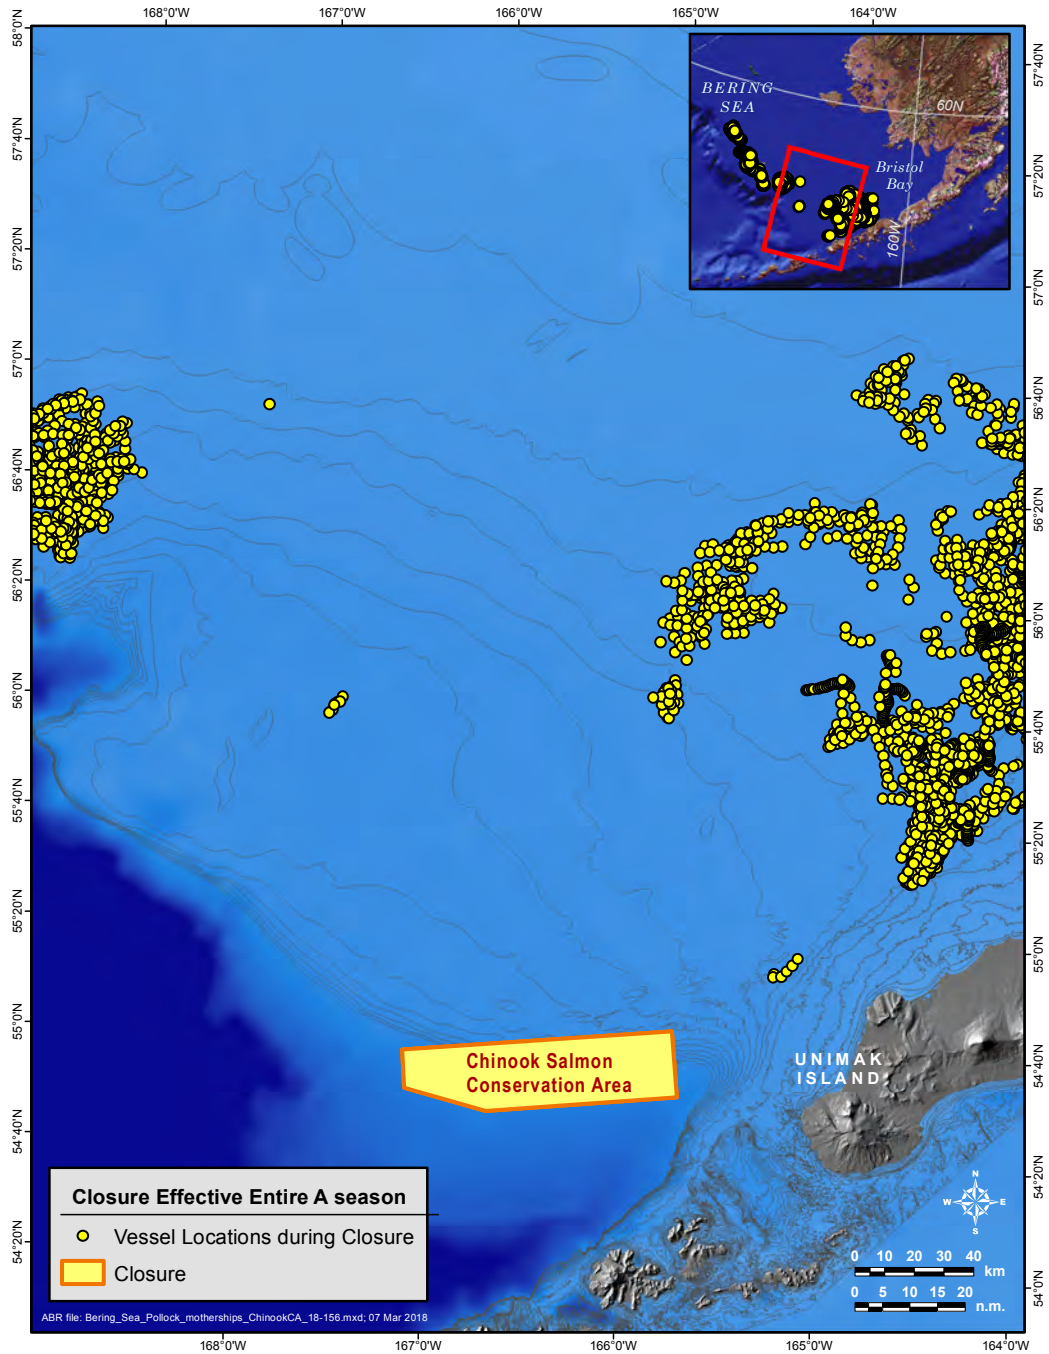 168°0'W
167°0'W
166°0'W
165°0'W
164°0'W
58°0'N
57°40'N
57°20'N
57°0'N
56°40'N
56°20'N
56°0'N
55°40'N
55°20'N
55°0'N
54°40'N
54°20'N
57°40'N
57°20'N
57°0'N
56°40'N
56°20'N
56°0'N
55°40'N
55°20'N
55°0'N
54°40'N
54°20'N
54°0'N
BERING
SEA
60N
Bristol
Bay
160W
Chinook Salmon
Conservation Area
UNIMAK
ISLAND
Closure Effective Entire A season
Vessel Locations during Closure
Closure
ABR file: Bering_Sea_Pollock_motherships_ChinookCA_18-156.mxd; 07 Mar 2018
N
W E
S
0 10 20 30 40
km
0 5 10 15 20
n.m.
168°0'W
167°0'W
166°0'W
165°0'W
164°0'W